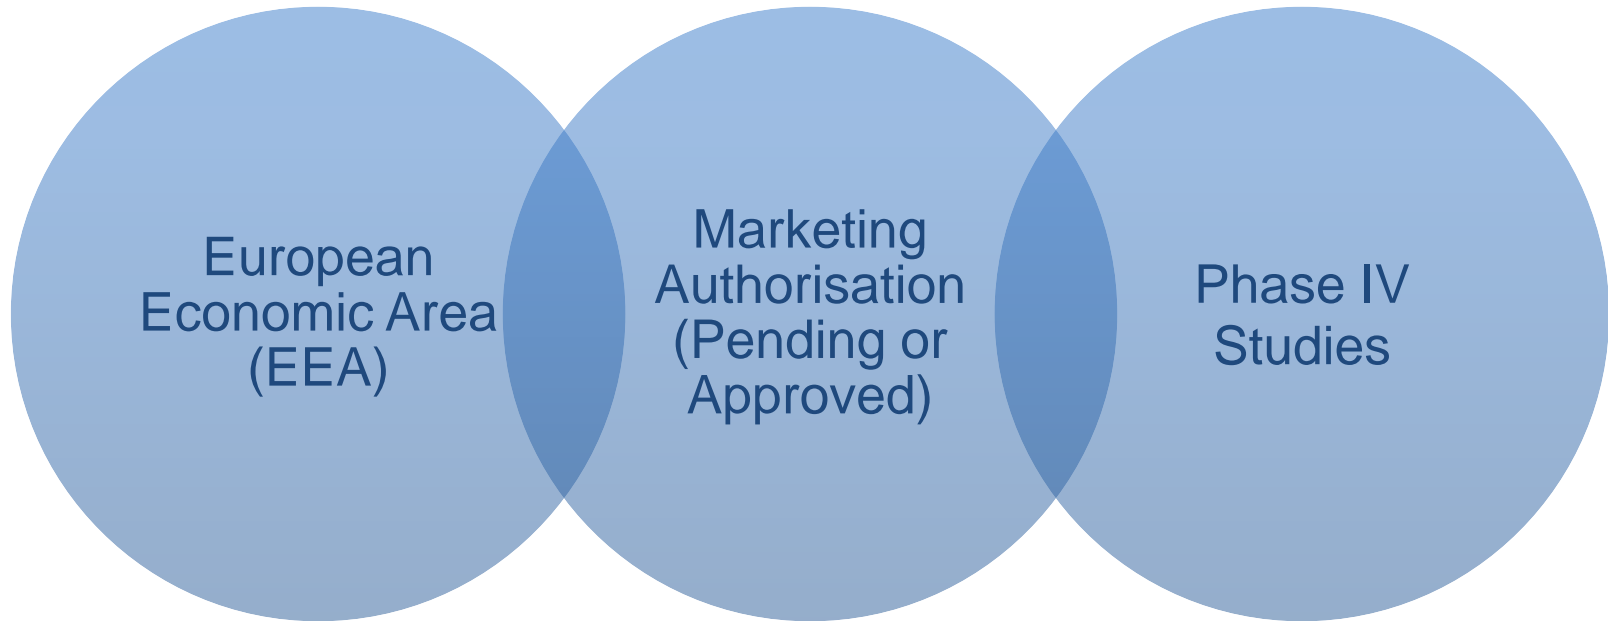 European
Economic Area
(EEA)
Marketing
Authorisation
(Pending or
Approved)
Phase IV
Studies